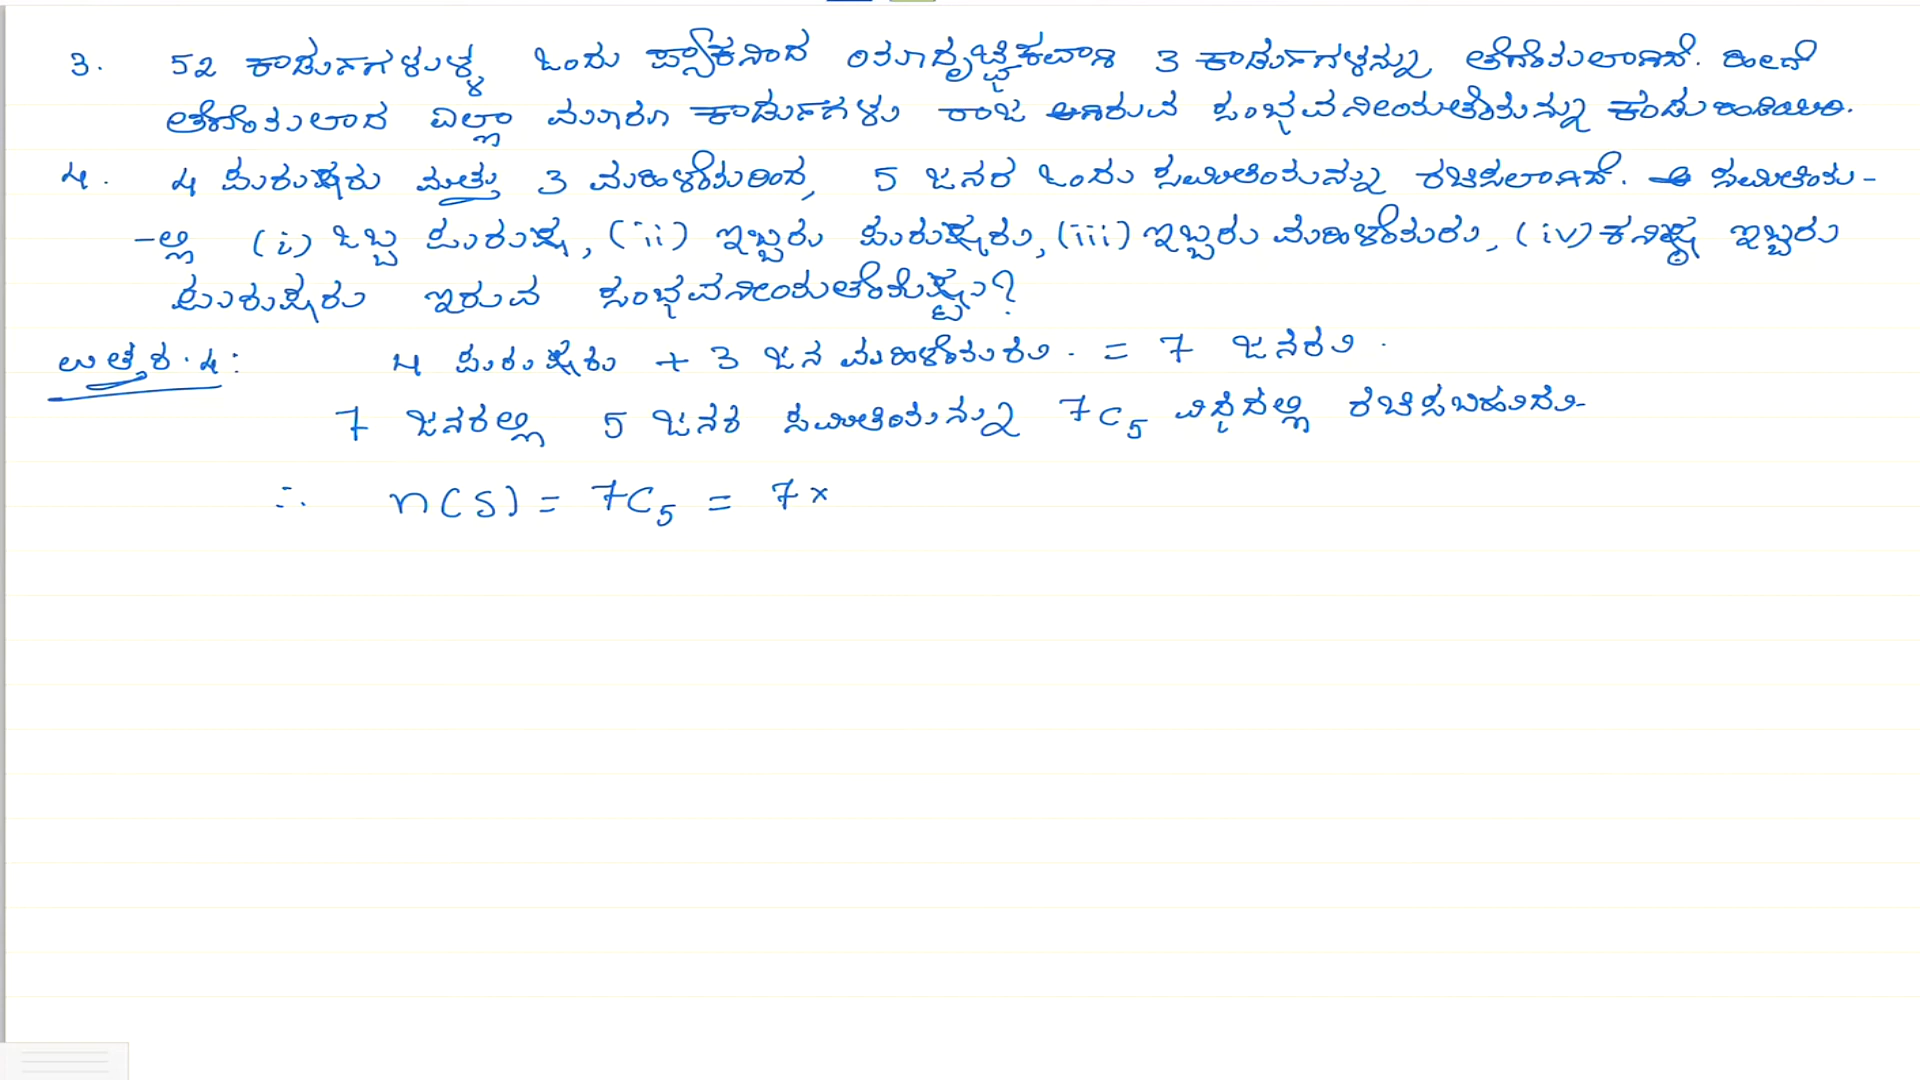 3. 52 ಕಾರ್ಡುಗಳುಳ್ಳ ಒಂದು ಪ್ಯಾಕನಿಂದ ಯಾದೃಚ್ಛಿಕವಾಗಿ 3 ಕಾರ್ಡುಗಳನ್ನು ತೆಗೆಯಲಾಗಿದೆ. ಹೀಗೆ
ತೆಗೆಯಲಾದ ಎಲ್ಲಾ ಮೂರೂ ಕಾರ್ಡುಗಳು ರಾಜ ಆಗಿರುವ ಸಂಭವನೀಯತೆಯನ್ನು ಕಂಡುಹಿಡಿಯಿರಿ.
4. 4 ಪುರುಷರು ಮತ್ತು 3 ಮಹಿಳೆಯರಿಂದ, 5 ಜನರ ಒಂದು ಸಮಿತಿಯನ್ನು ರಚಿಸಲಾಗಿದೆ. ಆ ಸಮಿತಿಯ-
-ಲ್ಲಿ (i) ಒಬ್ಬ ಪುರುಷ, (ii) ಇಬ್ಬರು ಪುರುಷರು, (iii) ಇಬ್ಬರು ಮಹಿಳೆಯರು, (iv) ಕನಿಷ್ಠ ಇಬ್ಬರು
ಪುರುಷರು ಇರುವ ಸಂಭವನೀಯತೆಯೆಷ್ಟು?
ಉತ್ತರ.4: 4 ಪುರುಷರು + 3 ಜನ ಮಹಿಳೆಯರು. = 7 ಜನರು.
7 ಜನರಲ್ಲಿ 5 ಜನರ ಸಮಿತಿಯನ್ನು 7C₅ ವಿಧದಲ್ಲಿ ರಚಿಸಬಹುದು-
∴ n(S) = 7C₅ = 7×